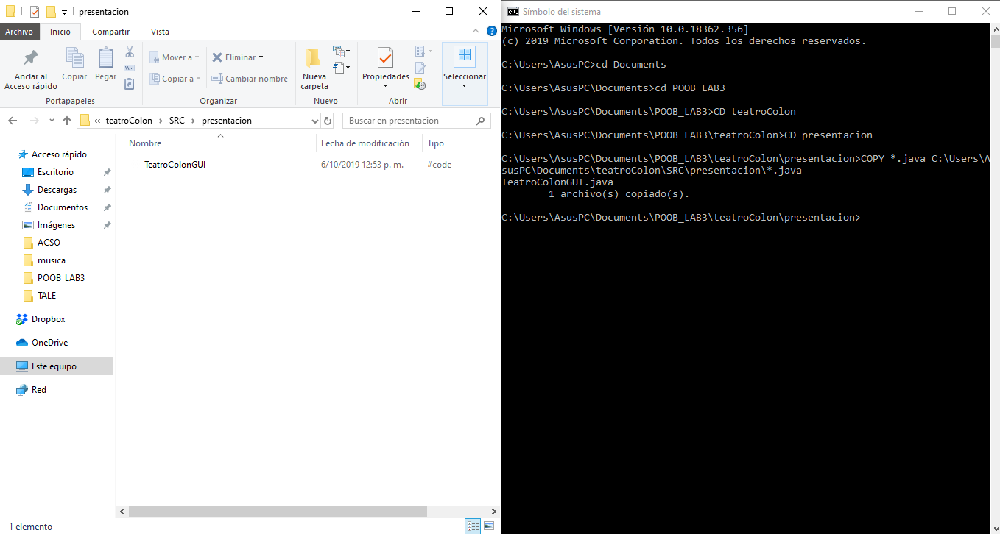 presentacion
Archivo Inicio Compartir Vista
Anclar al Acceso rápido
Copiar
Pegar
Portapapeles
Mover a
Copiar a
Eliminar
Cambiar nombre
Organizar
Nueva carpeta
Nuevo
Propiedades
Abrir
Seleccionar
« teatroColon > SRC > presentacion
Buscar en presentacion
Nombre Fecha de modificación Tipo
TeatroColonGUI 6/10/2019 12:53 p. m. #code
Acceso rápido
Escritorio
Descargas
Documentos
Imágenes
ACSO
musica
POOB_LAB3
TALE
Dropbox
OneDrive
Este equipo
Red
1 elemento
Símbolo del sistema
Microsoft Windows [Versión 10.0.18362.356]
(c) 2019 Microsoft Corporation. Todos los derechos reservados.
C:\Users\AsusPC>cd Documents
C:\Users\AsusPC\Documents>cd POOB_LAB3
C:\Users\AsusPC\Documents\POOB_LAB3>CD teatroColon
C:\Users\AsusPC\Documents\POOB_LAB3\teatroColon>CD presentacion
C:\Users\AsusPC\Documents\POOB_LAB3\teatroColon\presentacion>COPY *.java C:\Users\A
susPC\Documents\teatroColon\SRC\presentacion\*.java
TeatroColonGUI.java
1 archivo(s) copiado(s).
C:\Users\AsusPC\Documents\POOB_LAB3\teatroColon\presentacion>